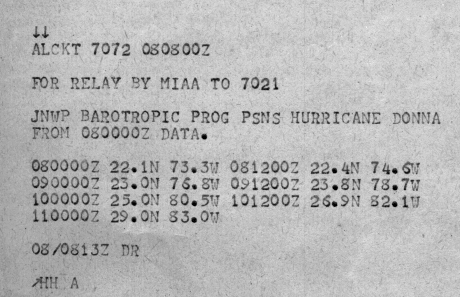 ↓↓
ALCKT 7072 080800Z
FOR RELAY BY MIAA TO 7021
JNWP BAROTROPIC PROG PSNS HURRICANE DONNA
FROM 080000Z DATA.
080000Z 22.1N 73.3W 081200Z 22.4N 74.6W
090000Z 23.0N 76.8W 091200Z 23.8N 78.7W
100000Z 25.0N 80.5W 101200Z 26.9N 82.1W
110000Z 29.0N 83.0W
08/0813Z DR
HH A